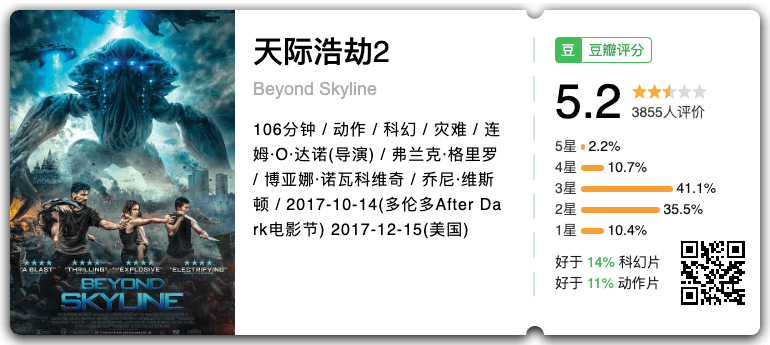 天际浩劫2
Beyond Skyline
106分钟 / 动作 / 科幻 / 灾难 / 连
姆·O·达诺(导演) / 弗兰克·格里罗
/ 博亚娜·诺瓦科维奇 / 乔尼·维斯
顿 / 2017-10-14(多伦多After Da
rk电影节) 2017-12-15(美国)
豆 豆瓣评分
5.2
3855人评价
5星 2.2%
4星 10.7%
3星 41.1%
2星 35.5%
1星 10.4%
好于 14% 科幻片
好于 11% 动作片
"A BLAST" "THRILLING" "EXPLOSIVE" "ELECTRIFYING"
BEYOND
SKYLINE